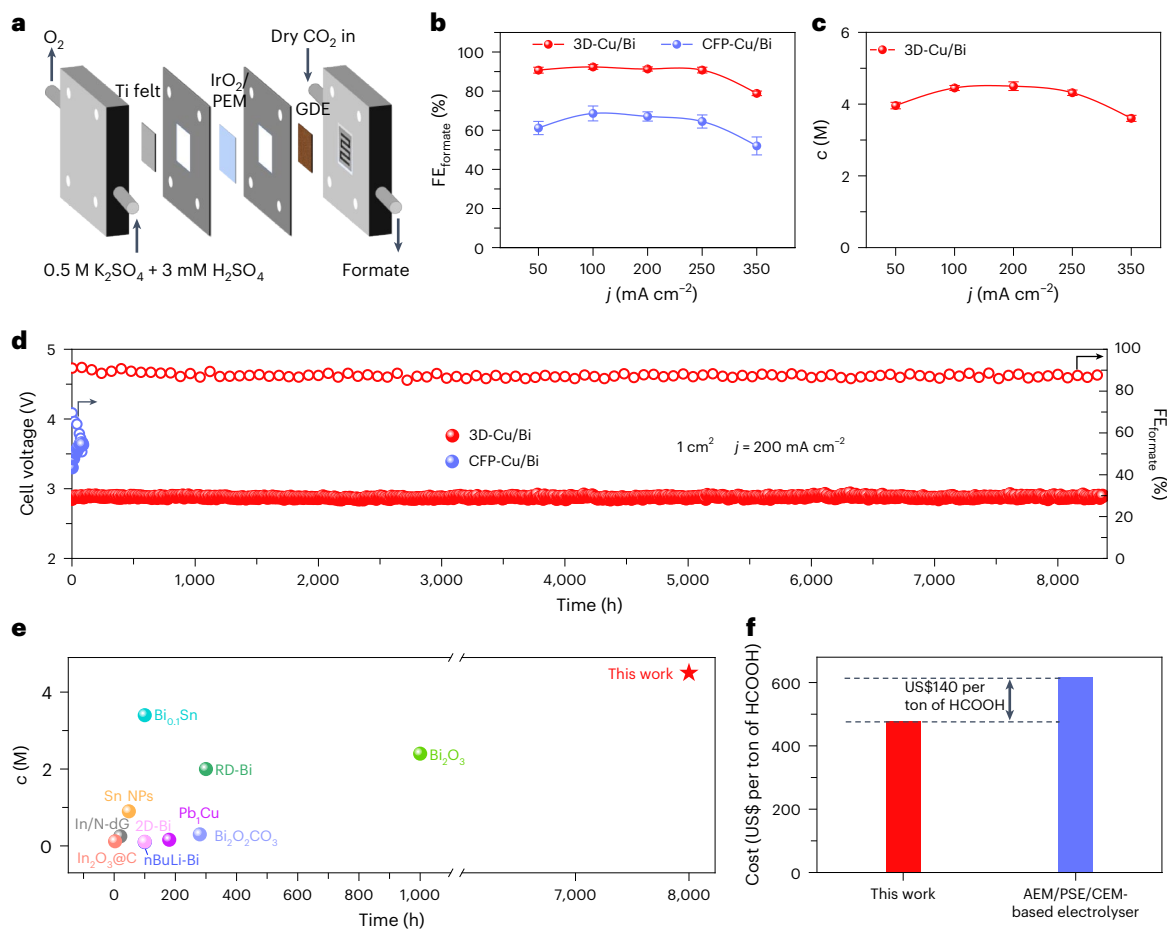 a
O₂
Dry CO₂ in
Ti felt
IrO₂/
PEM
GDE
0.5 M K₂SO₄ + 3 mM H₂SO₄
Formate
b
3D-Cu/Bi
CFP-Cu/Bi
FE_formate (%)
100
80
60
40
20
0
50
100
200
250
350
j (mA cm⁻²)
c
3D-Cu/Bi
c (M)
6
4
2
0
50
100
200
250
350
j (mA cm⁻²)
d
Cell voltage (V)
5
4
3
2
3D-Cu/Bi
CFP-Cu/Bi
1 cm² j = 200 mA cm⁻²
100
80
60
40
20
0
FE_formate (%)
0
1,000
2,000
3,000
4,000
5,000
6,000
7,000
8,000
Time (h)
e
c (M)
4
2
0
This work
Bi₀.₁Sn
Bi₂O₃
RD-Bi
Sn NPs
Pb₁Cu
In/N-dG
2D-Bi
Bi₂O₂CO₃
In₂O₃@C
nBuLi-Bi
0
200
400
600
800
1,000
7,000
8,000
Time (h)
f
Cost (US$ per ton of HCOOH)
600
400
200
0
US$140 per
ton of HCOOH
This work
AEM/PSE/CEM-
based electrolyser